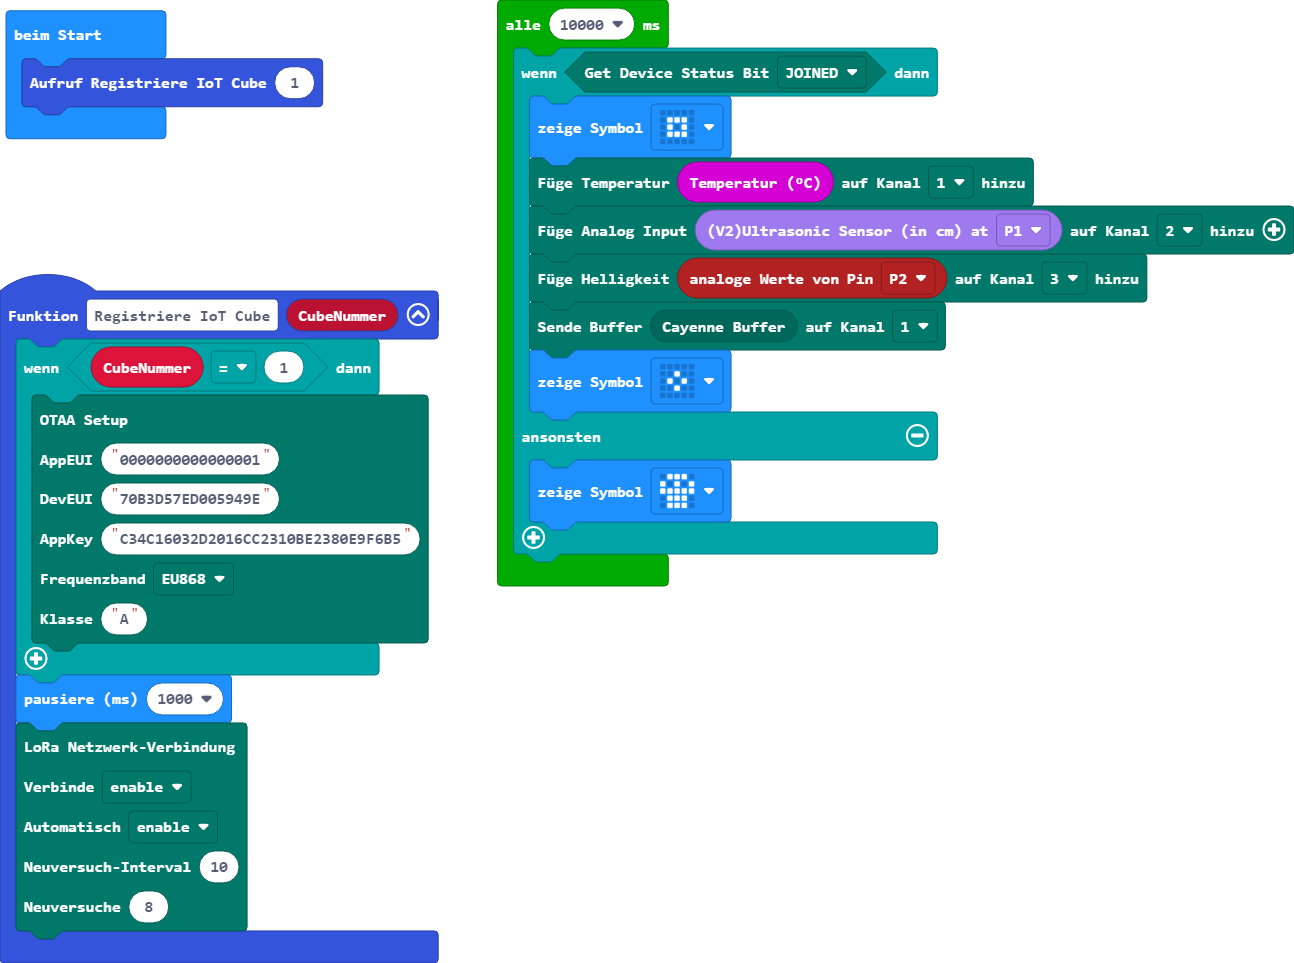 beim Start
Aufruf Registriere IoT Cube 1
Funktion Registriere IoT Cube CubeNummer
wenn CubeNummer = 1 dann
OTAA Setup
AppEUI "0000000000000001"
DevEUI "70B3D57ED005949E"
AppKey "C34C16032D2016CC2310BE2380E9F6B5"
Frequenzband EU868
Klasse "A"
pausiere (ms) 1000
LoRa Netzwerk-Verbindung
Verbinde enable
Automatisch enable
Neuversuch-Interval 10
Neuversuche 8
alle 10000 ms
wenn Get Device Status Bit JOINED dann
zeige Symbol
Füge Temperatur Temperatur (°C) auf Kanal 1 hinzu
Füge Analog Input (V2)Ultrasonic Sensor (in cm) at P1 auf Kanal 2 hinzu
Füge Helligkeit analoge Werte von Pin P2 auf Kanal 3 hinzu
Sende Buffer Cayenne Buffer auf Kanal 1
zeige Symbol
ansonsten
zeige Symbol